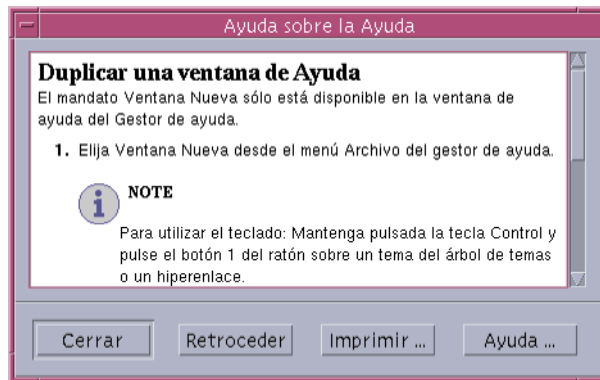 Ayuda sobre la Ayuda
Duplicar una ventana de Ayuda
El mandato Ventana Nueva sólo está disponible en la ventana de
ayuda del Gestor de ayuda.
1. Elija Ventana Nueva desde el menú Archivo del gestor de ayuda.
NOTE
Para utilizar el teclado: Mantenga pulsada la tecla Control y
pulse el botón 1 del ratón sobre un tema del árbol de temas
o un hiperenlace.
Cerrar Retroceder Imprimir ... Ayuda ...